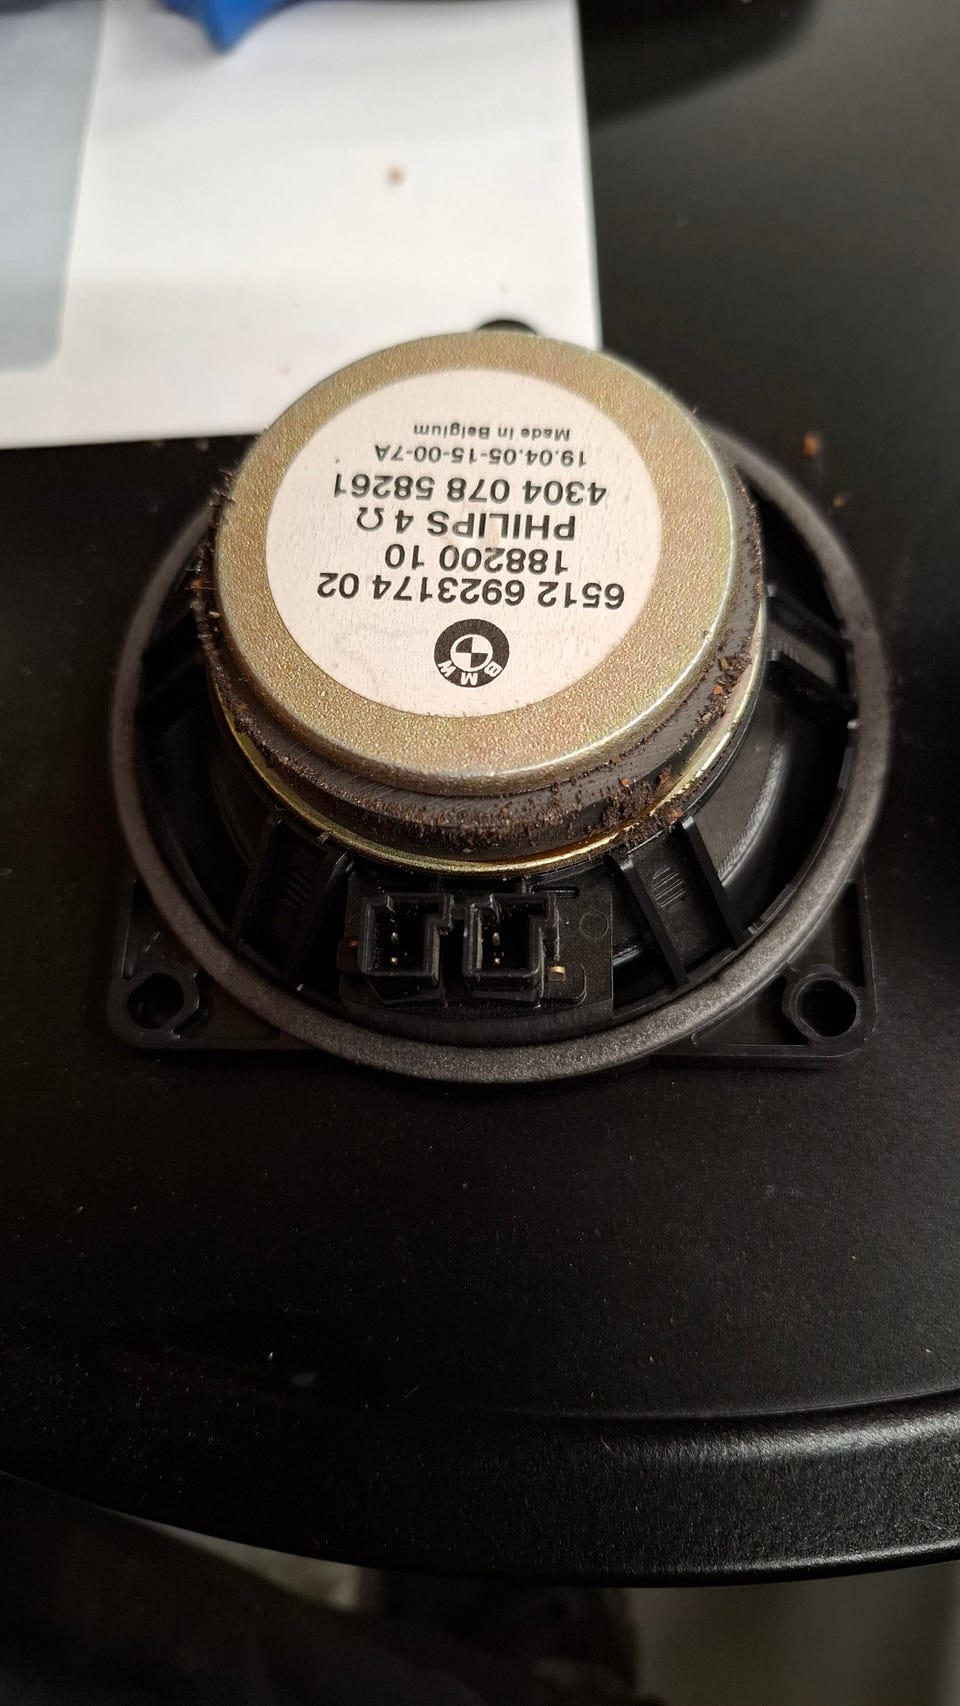 BMW
6512 6923174 02
188200 10
PHILIPS 4 Ω
4304 078 58261
19.04.05-15-00-7A
Made in Belgium